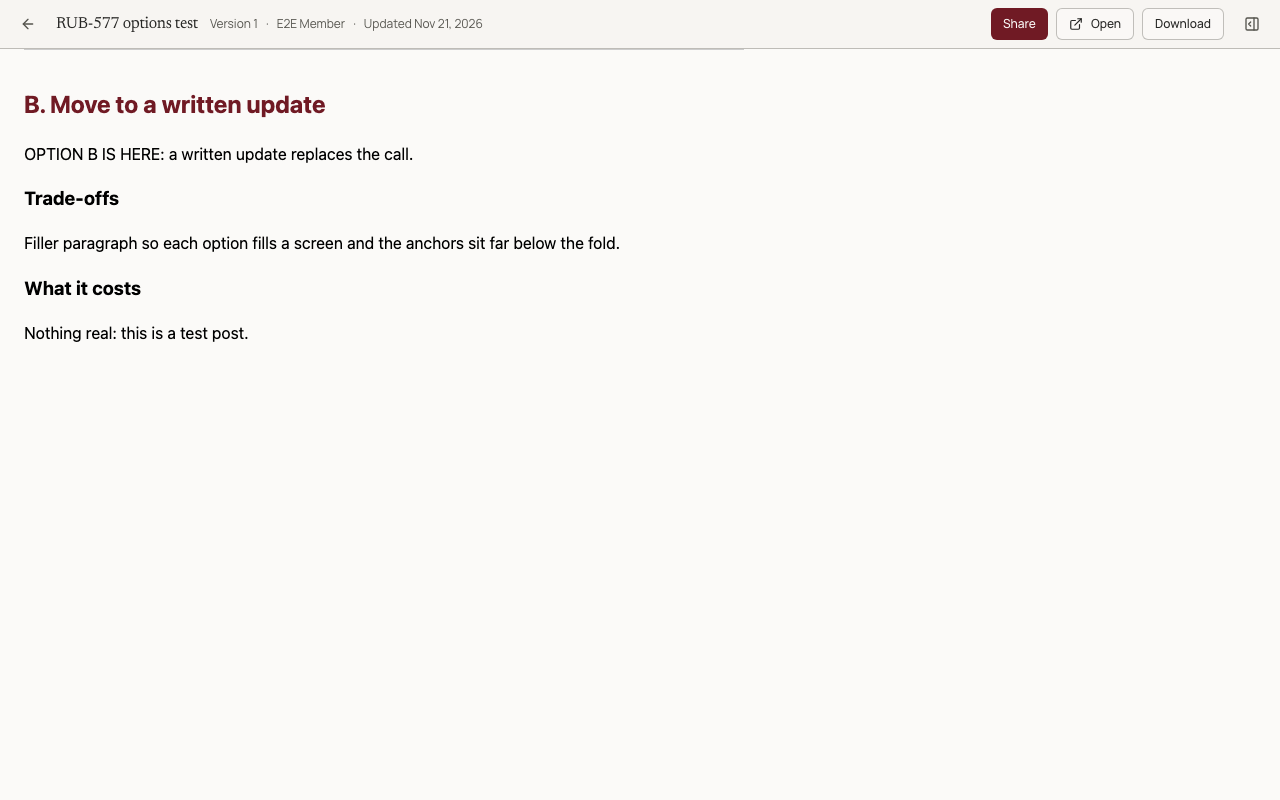 RUB-577 options test Version 1 · E2E Member · Updated Nov 21, 2026 Share Open Download
B. Move to a written update
OPTION B IS HERE: a written update replaces the call.
Trade-offs
Filler paragraph so each option fills a screen and the anchors sit far below the fold.
What it costs
Nothing real: this is a test post.